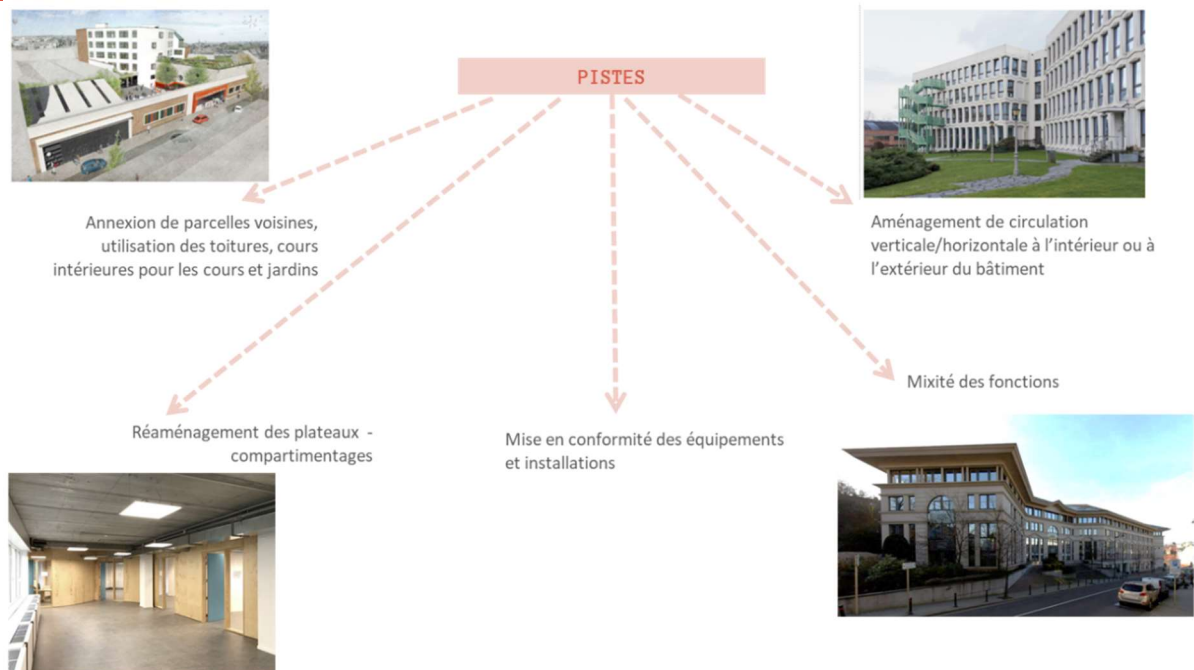 PISTES
Annexion de parcelles voisines,
utilisation des toitures, cours
intérieures pour les cours et jardins
Aménagement de circulation
verticale/horizontale à l’intérieur ou à
l’extérieur du bâtiment
Réaménagement des plateaux -
compartimentages
Mise en conformité des équipements
et installations
Mixité des fonctions